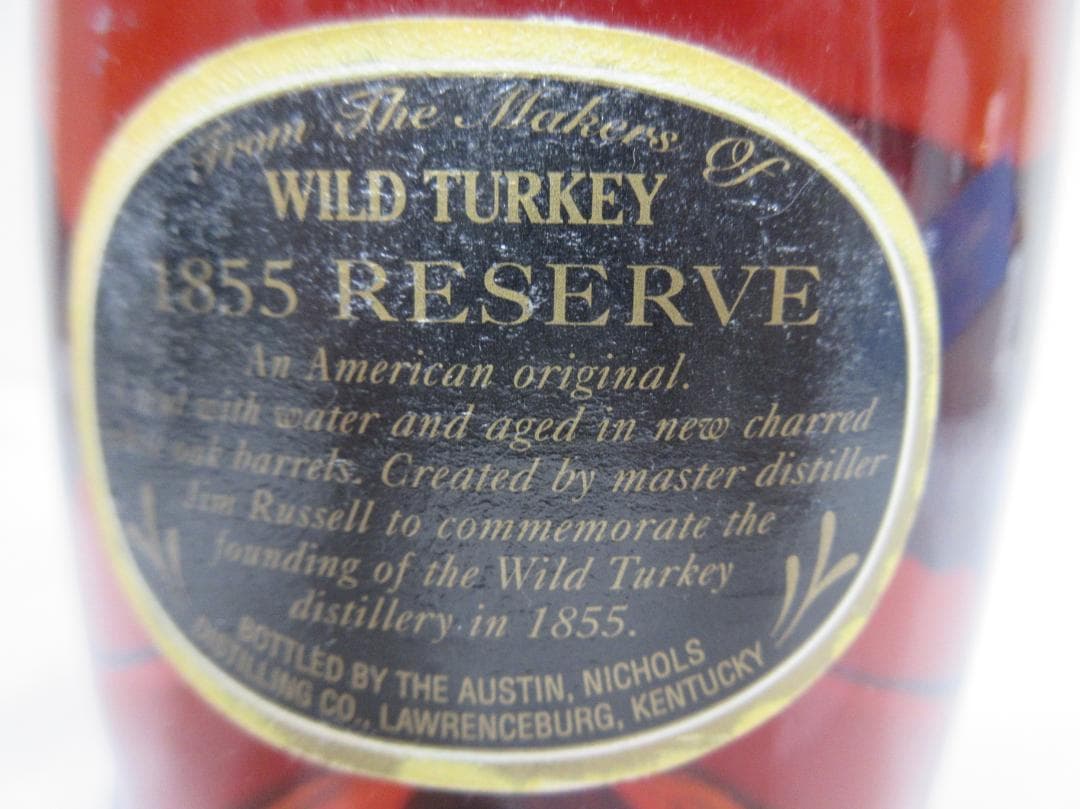 From The Makers Of
WILD TURKEY
1855 RESERVE
An American original.
with water and aged in new charred
oak barrels. Created by master distiller
Jim Russell to commemorate the
founding of the Wild Turkey
distillery in 1855.
BOTTLED BY THE AUSTIN, NICHOLS
DISTILLING CO., LAWRENCEBURG, KENTUCKY